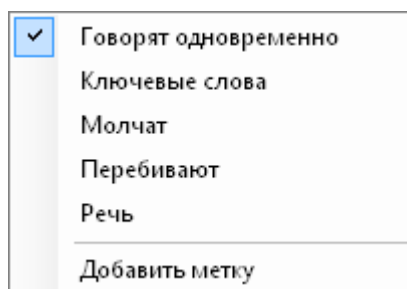 Говорят одновременно
Ключевые слова
Молчат
Перебивают
Речь
Добавить метку